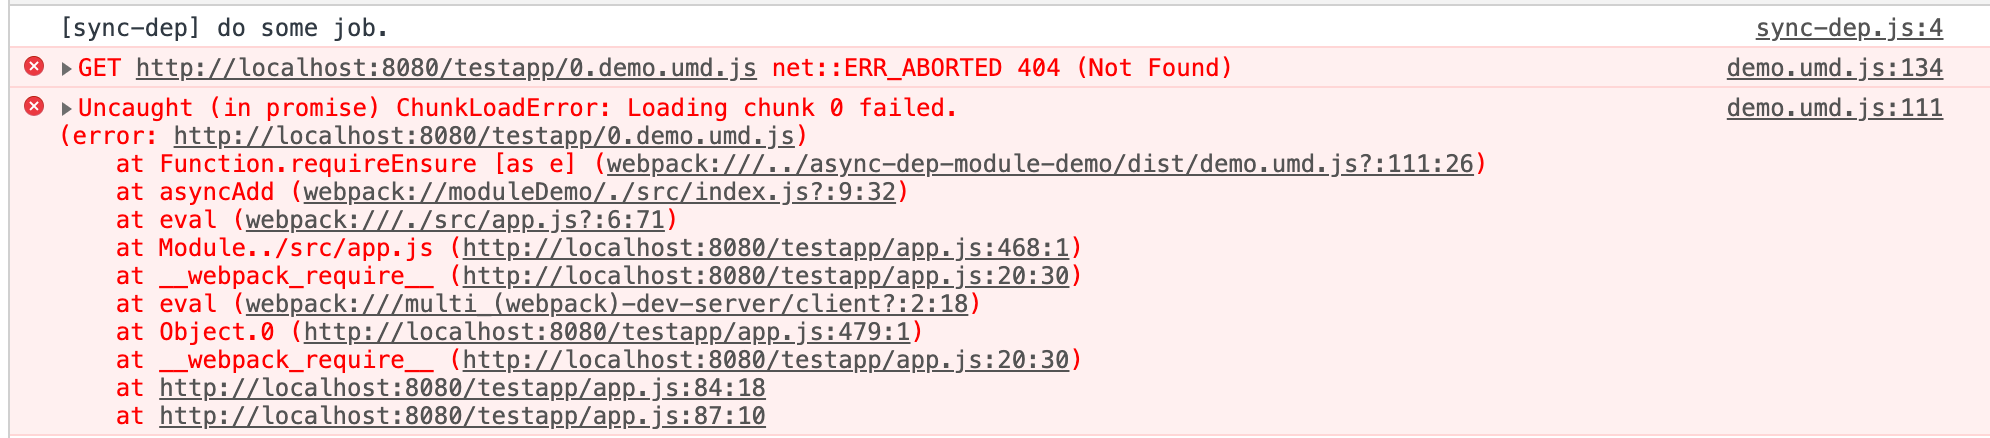 [sync-dep] do some job. sync-dep.js:4
GET http://localhost:8080/testapp/0.demo.umd.js net::ERR_ABORTED 404 (Not Found) demo.umd.js:134
Uncaught (in promise) ChunkLoadError: Loading chunk 0 failed. demo.umd.js:111
(error: http://localhost:8080/testapp/0.demo.umd.js)
at Function.requireEnsure [as e] (webpack:///../async-dep-module-demo/dist/demo.umd.js?:111:26)
at asyncAdd (webpack://moduleDemo/./src/index.js?:9:32)
at eval (webpack:///./src/app.js?:6:71)
at Module../src/app.js (http://localhost:8080/testapp/app.js:468:1)
at __webpack_require__ (http://localhost:8080/testapp/app.js:20:30)
at eval (webpack:///multi_(webpack)-dev-server/client?:2:18)
at Object.0 (http://localhost:8080/testapp/app.js:479:1)
at __webpack_require__ (http://localhost:8080/testapp/app.js:20:30)
at http://localhost:8080/testapp/app.js:84:18
at http://localhost:8080/testapp/app.js:87:10